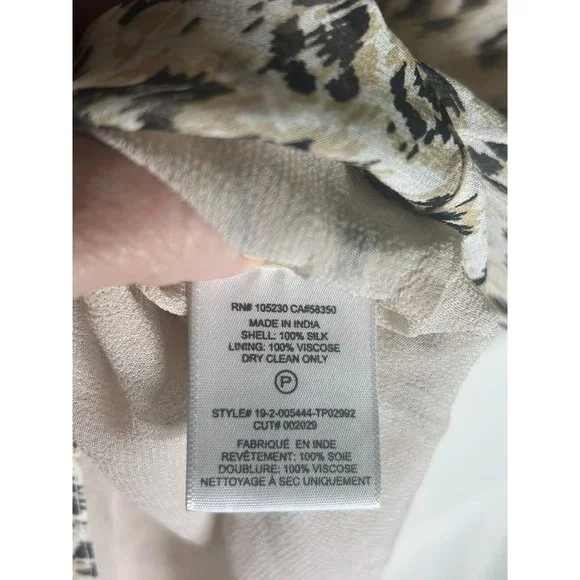 RN# 105230 CA#58350
MADE IN INDIA
SHELL: 100% SILK
LINING: 100% VISCOSE
DRY CLEAN ONLY
P
STYLE# 19-2-005444-TP02992
CUT# 002029
FABRIQUÉ EN INDE
REVÊTEMENT: 100% SOIE
DOUBLURE: 100% VISCOSE
NETTOYAGE À SEC UNIQUEMENT